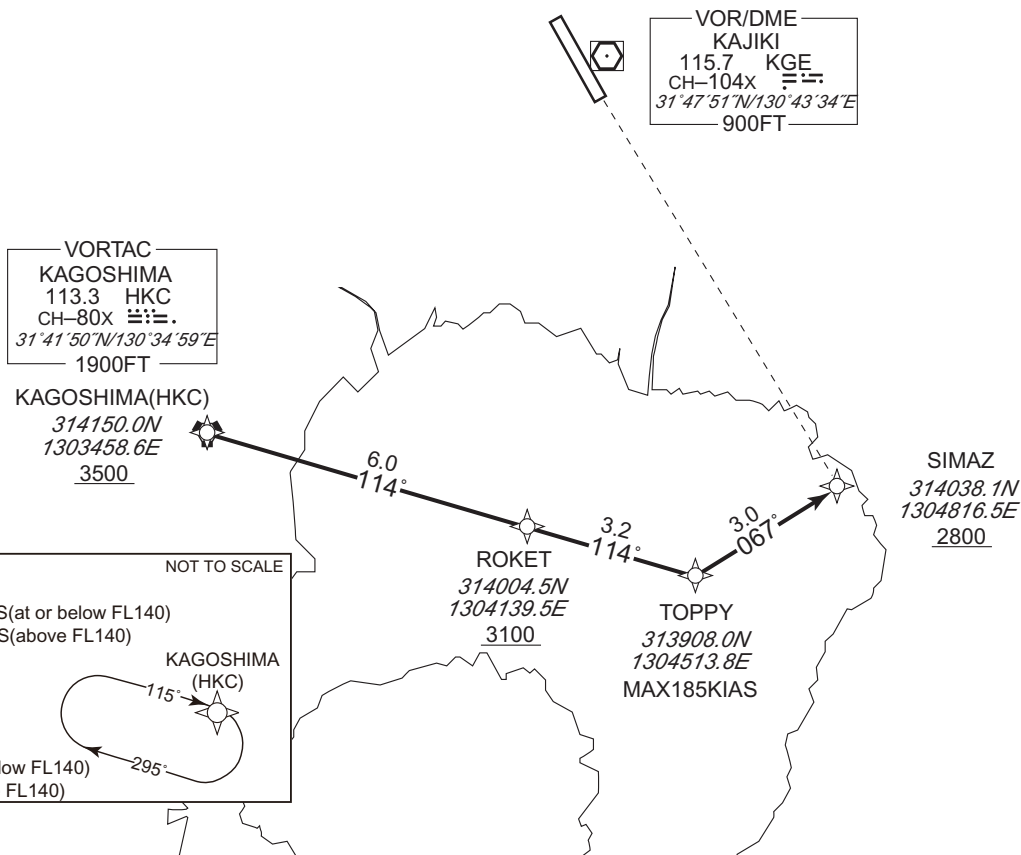 VOR/DME
KAJIKI
115.7 KGE
CH–104X
31°47´51˝N/130°43´34˝E
900FT
VORTAC
KAGOSHIMA
113.3 HKC
CH–80X
31°41´50˝N/130°34´59˝E
1900FT
KAGOSHIMA(HKC)
314150.0N
1303458.6E
3500
6.0
114°
ROKET
314004.5N
1304139.5E
3100
3.2
114°
TOPPY
313908.0N
1304513.8E
MAX185KIAS
3.0
067°
SIMAZ
314038.1N
1304816.5E
2800
NOT TO SCALE
S(at or below FL140)
S(above FL140)
KAGOSHIMA
(HKC)
115°
295°
low FL140)
FL140)